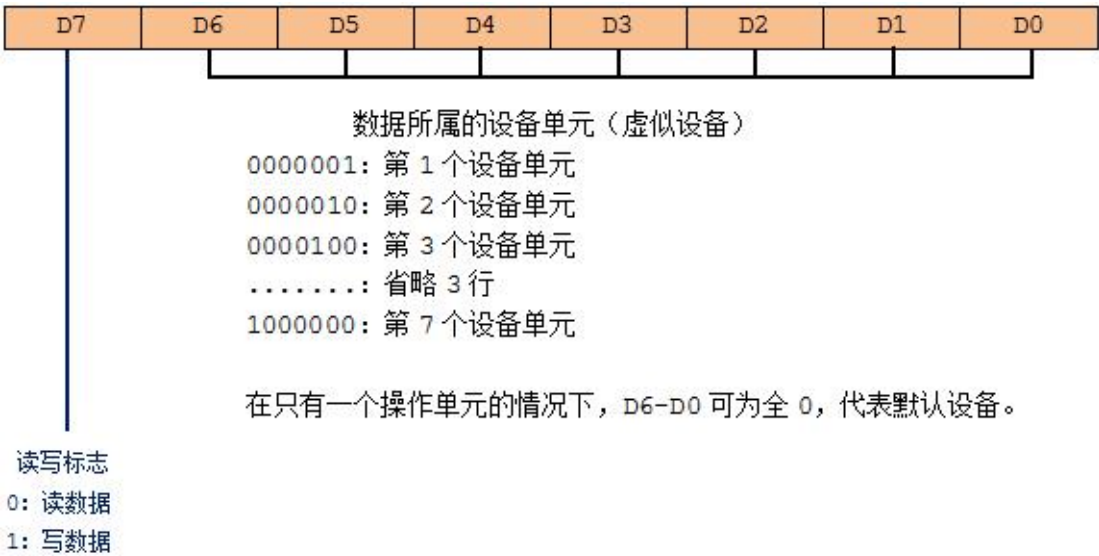 D7 D6 D5 D4 D3 D2 D1 D0
数据所属的设备单元（虚似设备）
0000001: 第 1 个设备单元
0000010: 第 2 个设备单元
0000100: 第 3 个设备单元
.......: 省略 3 行
1000000: 第 7 个设备单元
在只有一个操作单元的情况下，D6-D0 可为全 0，代表默认设备。
读写标志
0: 读数据
1: 写数据